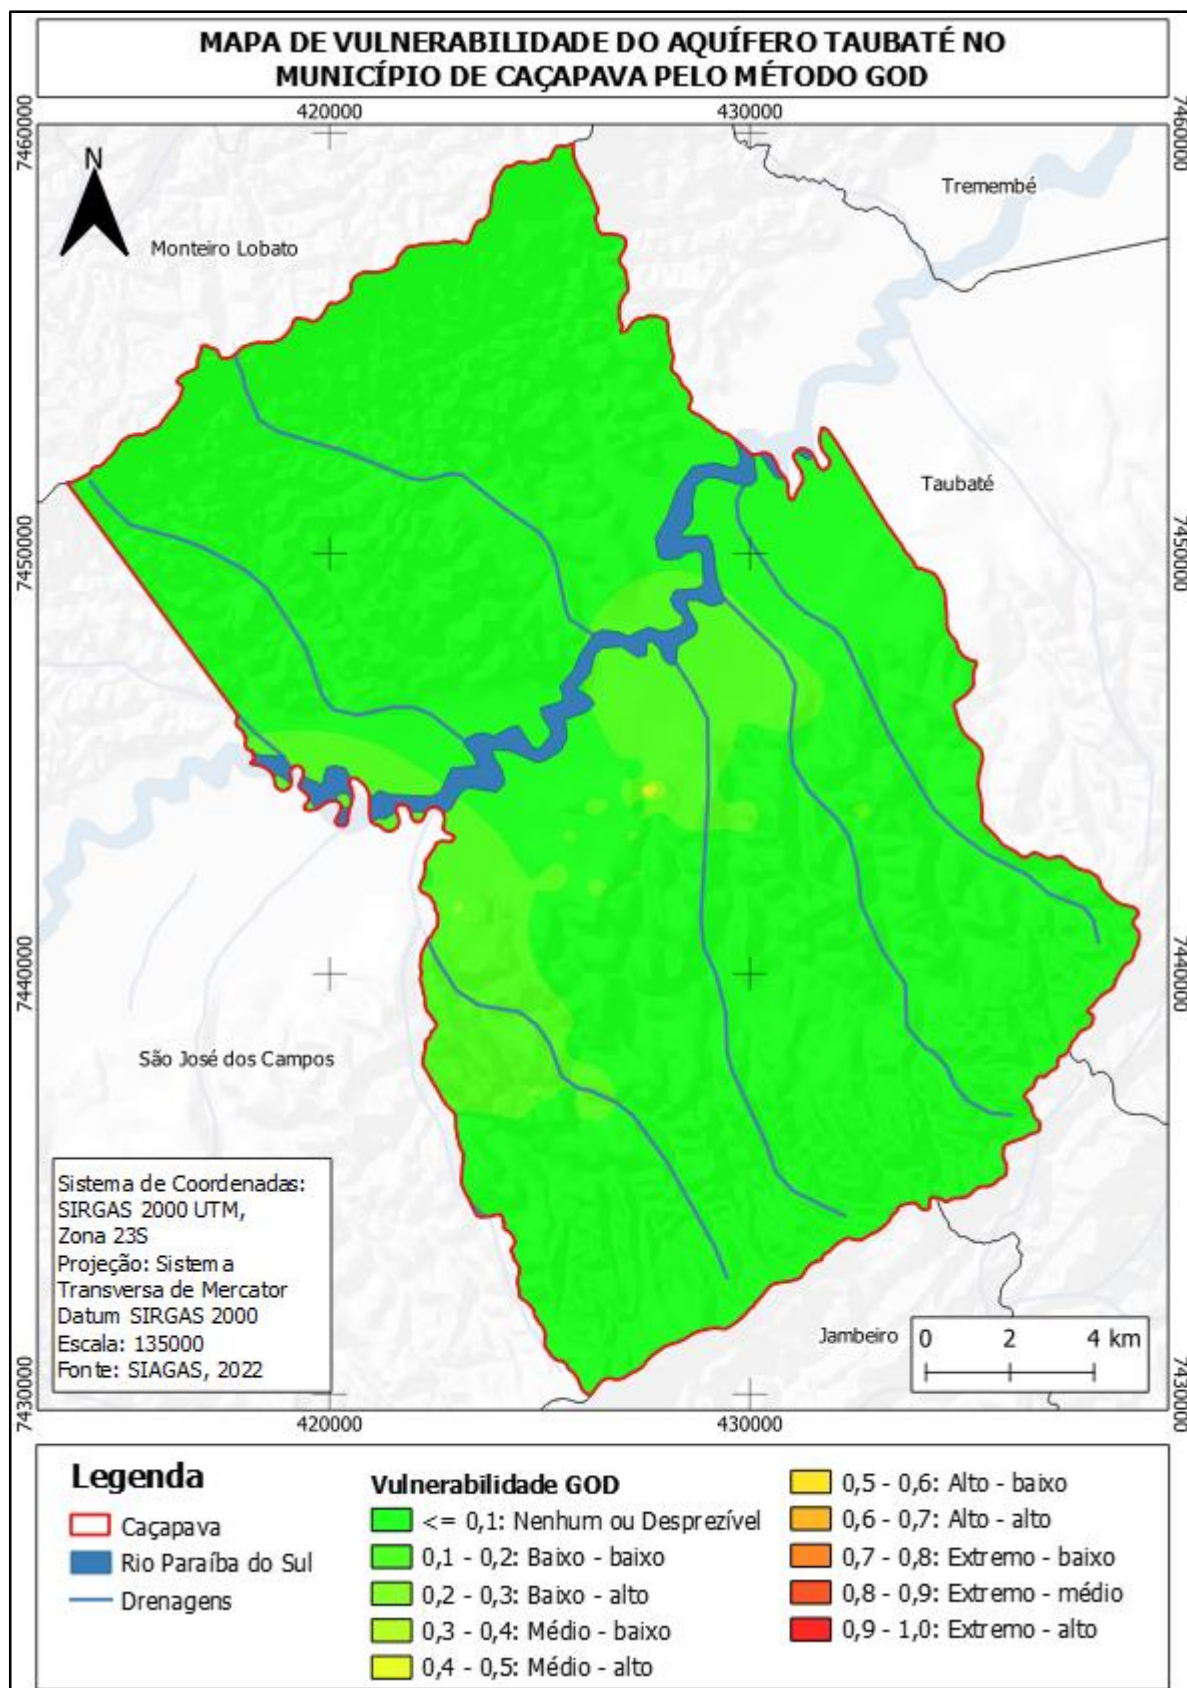 MAPA DE VULNERABILIDADE DO AQUÍFERO TAUBATÉ NO
MUNICÍPIO DE CAÇAPAVA PELO MÉTODO GOD
420000
430000
7460000
7460000
N
Tremembé
Monteiro Lobato
Taubaté
7450000
7450000
7440000
7440000
São José dos Campos
Sistema de Coordenadas:
SIRGAS 2000 UTM,
Zona 23S
Projeção: Sistema
Transversa de Mercator
Datum SIRGAS 2000
Escala: 135000
Fonte: SIAGAS, 2022
Jambeiro
0 2 4 km
7430000
7430000
420000
430000
Legenda
Caçapava
Rio Paraíba do Sul
Drenagens
Vulnerabilidade GOD
<= 0,1: Nenhum ou Desprezível
0,1 - 0,2: Baixo - baixo
0,2 - 0,3: Baixo - alto
0,3 - 0,4: Médio - baixo
0,4 - 0,5: Médio - alto
0,5 - 0,6: Alto - baixo
0,6 - 0,7: Alto - alto
0,7 - 0,8: Extremo - baixo
0,8 - 0,9: Extremo - médio
0,9 - 1,0: Extremo - alto